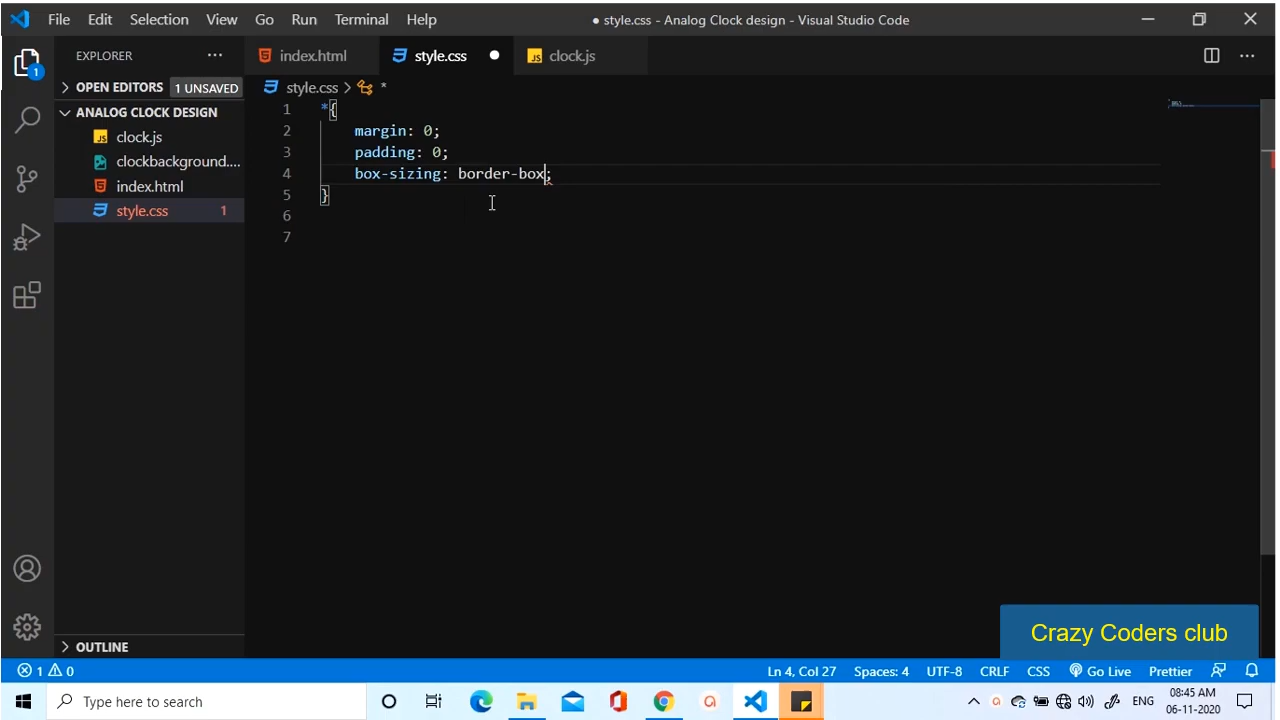 File Edit Selection View Go Run Terminal Help ● style.css - Analog Clock design - Visual Studio Code
EXPLORER ··· index.html style.css ● clock.js ···
OPEN EDITORS 1 UNSAVED style.css > *
ANALOG CLOCK DESIGN
clock.js
clockbackground....
index.html
style.css 1
1 *{
2 margin: 0;
3 padding: 0;
4 box-sizing: border-box;
5 }
6
7
1
Crazy Coders club
OUTLINE
1 0 Ln 4, Col 27 Spaces: 4 UTF-8 CRLF CSS Go Live Prettier
Type here to search ENG 08:45 AM
06-11-2020